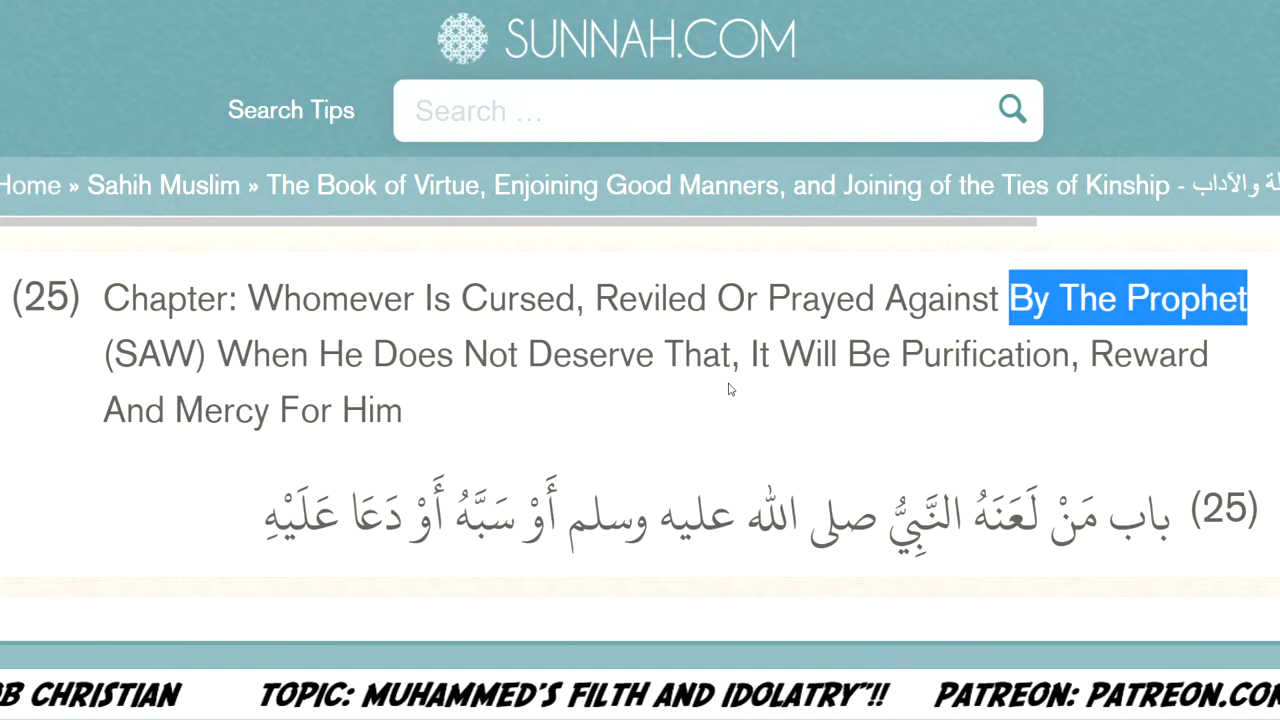 SUNNAH.COM
Search Tips
Search ...
Home » Sahih Muslim » The Book of Virtue, Enjoining Good Manners, and Joining of the Ties of Kinship - والآداب
(25) Chapter: Whomever Is Cursed, Reviled Or Prayed Against By The Prophet
(SAW) When He Does Not Deserve That, It Will Be Purification, Reward
And Mercy For Him
(25) باب مَنْ لَعَنَهُ النَّبِيُّ صلى الله عليه وسلم أَوْ سَبَّهُ أَوْ دَعَا عَلَيْهِ
CHRISTIAN TOPIC: MUHAMMED'S FILTH AND IDOLATRY"!! PATREON: PATREON.CO